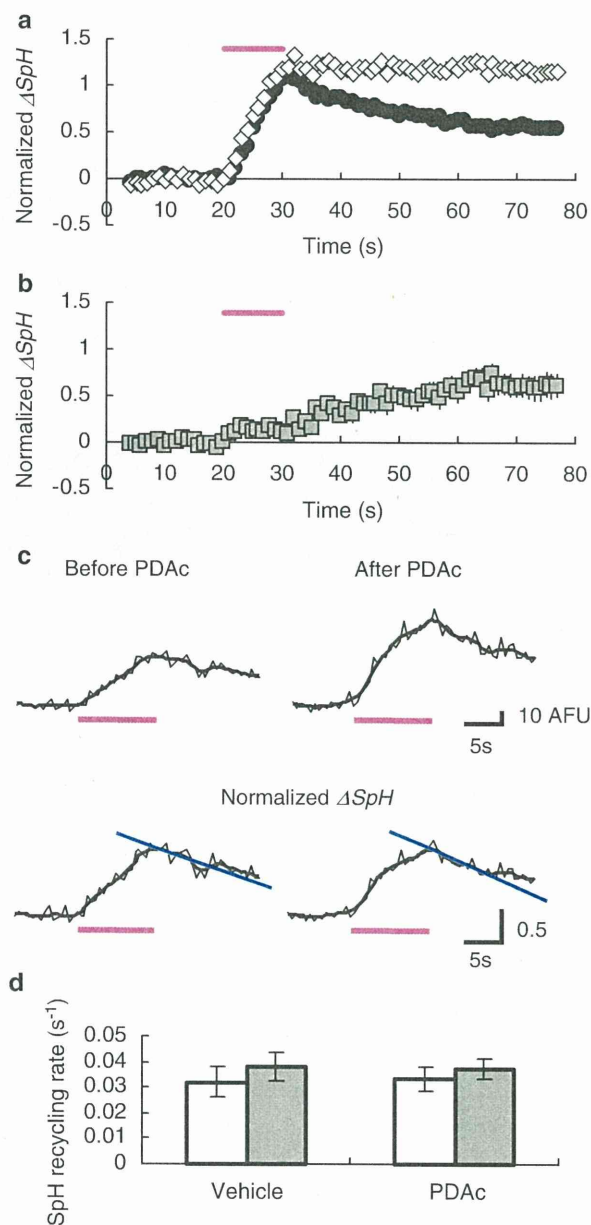 a
Normalized ΔSpH
1.5
1
0.5
0
-0.5
0 10 20 30 40 50 60 70 80
Time (s)
b
Normalized ΔSpH
1.5
1
0.5
0
-0.5
0 10 20 30 40 50 60 70 80
Time (s)
c
Before PDAc After PDAc
10 AFU
5s
Normalized ΔSpH
0.5
5s
d
SpH recycling rate (s⁻¹)
0.05
0.04
0.03
0.02
0.01
0
Vehicle PDAc